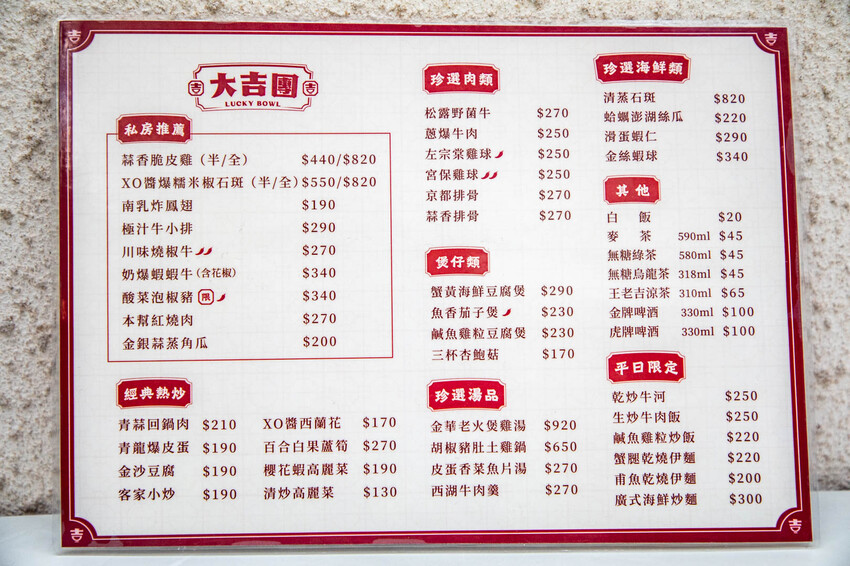 大吉團
LUCKY BOWL
私房推薦
蒜香脆皮雞（半/全） $440/$820
XO醬爆糯米椒石斑（半/全） $550/$820
南乳炸鳳翅 $190
極汁牛小排 $290
川味燒椒牛 $270
奶爆蝦蝦牛(含花椒) $340
酸菜泡椒豬 限 $340
本幫紅燒肉 $270
金銀蒜蒸角瓜 $200
經典熱炒
青蒜回鍋肉 $210
青龍爆皮蛋 $190
金沙豆腐 $190
客家小炒 $190
XO醬西蘭花 $170
百合白果蘆筍 $270
櫻花蝦高麗菜 $190
清炒高麗菜 $130
珍選肉類
松露野菌牛 $270
蔥爆牛肉 $250
左宗棠雞球 $250
宮保雞球 $250
京都排骨 $270
蒜香排骨 $270
煲仔類
蟹黃海鮮豆腐煲 $290
魚香茄子煲 $230
鹹魚雞粒豆腐煲 $230
三杯杏鮑菇 $170
珍選湯品
金華老火煲雞湯 $920
胡椒豬肚土雞鍋 $650
皮蛋香菜魚片湯 $270
西湖牛肉羹 $270
珍選海鮮類
清蒸石斑 $820
蛤蠣澎湖絲瓜 $220
滑蛋蝦仁 $290
金絲蝦球 $340
其他
白飯 $20
麥茶 590ml $45
無糖綠茶 580ml $45
無糖烏龍茶 318ml $45
王老吉涼茶 310ml $65
金牌啤酒 330ml $100
虎牌啤酒 330ml $100
平日限定
乾炒牛河 $250
生炒牛肉飯 $250
鹹魚雞粒炒飯 $220
蟹腿乾燒伊麵 $220
甫魚乾燒伊麵 $200
廣式海鮮炒麵 $300